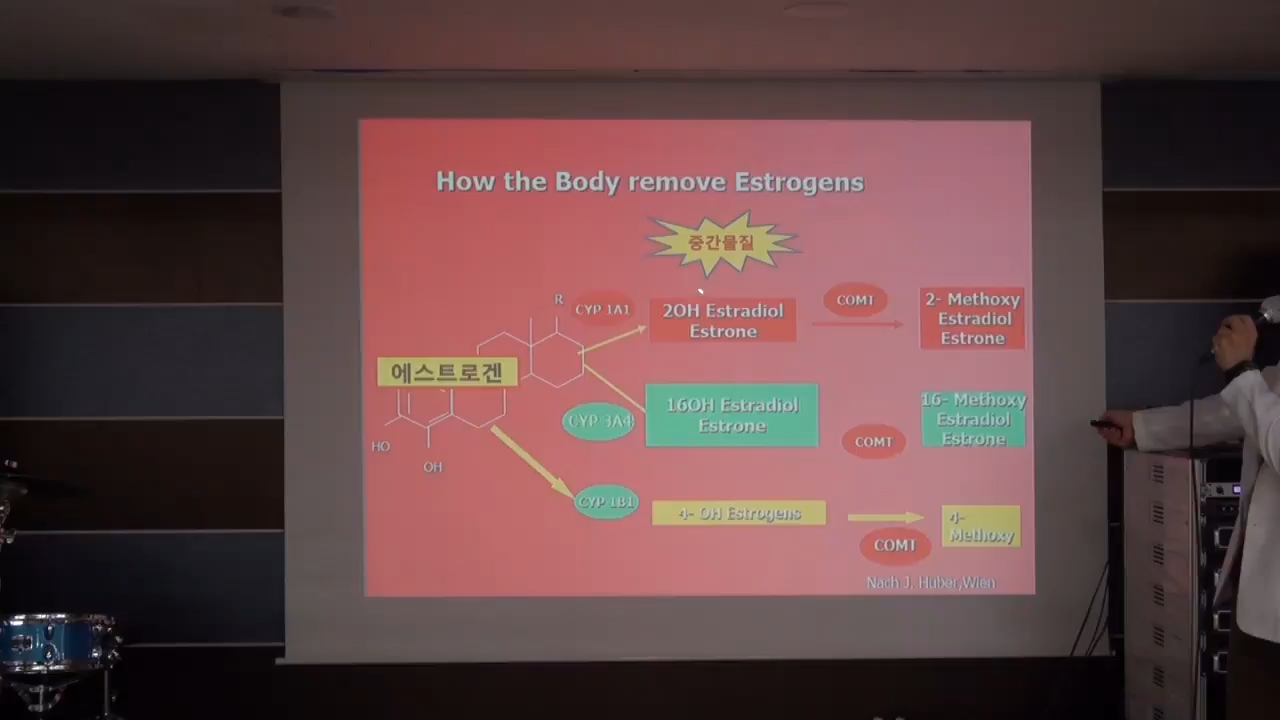 How the Body remove Estrogens
중간물질
R
CYP 1A1
2OH Estradiol
Estrone
COMT
2- Methoxy
Estradiol
Estrone
에스트로겐
HO
OH
CYP 3A4
16OH Estradiol
Estrone
COMT
16- Methoxy
Estradiol
Estrone
CYP 1B1
4- OH Estrogens
COMT
4-
Methoxy
Nach J. Huber,Wien